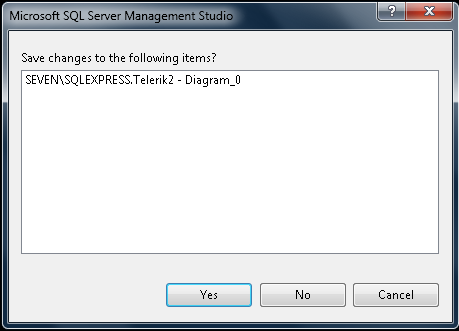 Microsoft SQL Server Management Studio
?
Save changes to the following items?
SEVEN\SQLEXPRESS.Telerik2 - Diagram_0
Yes
No
Cancel